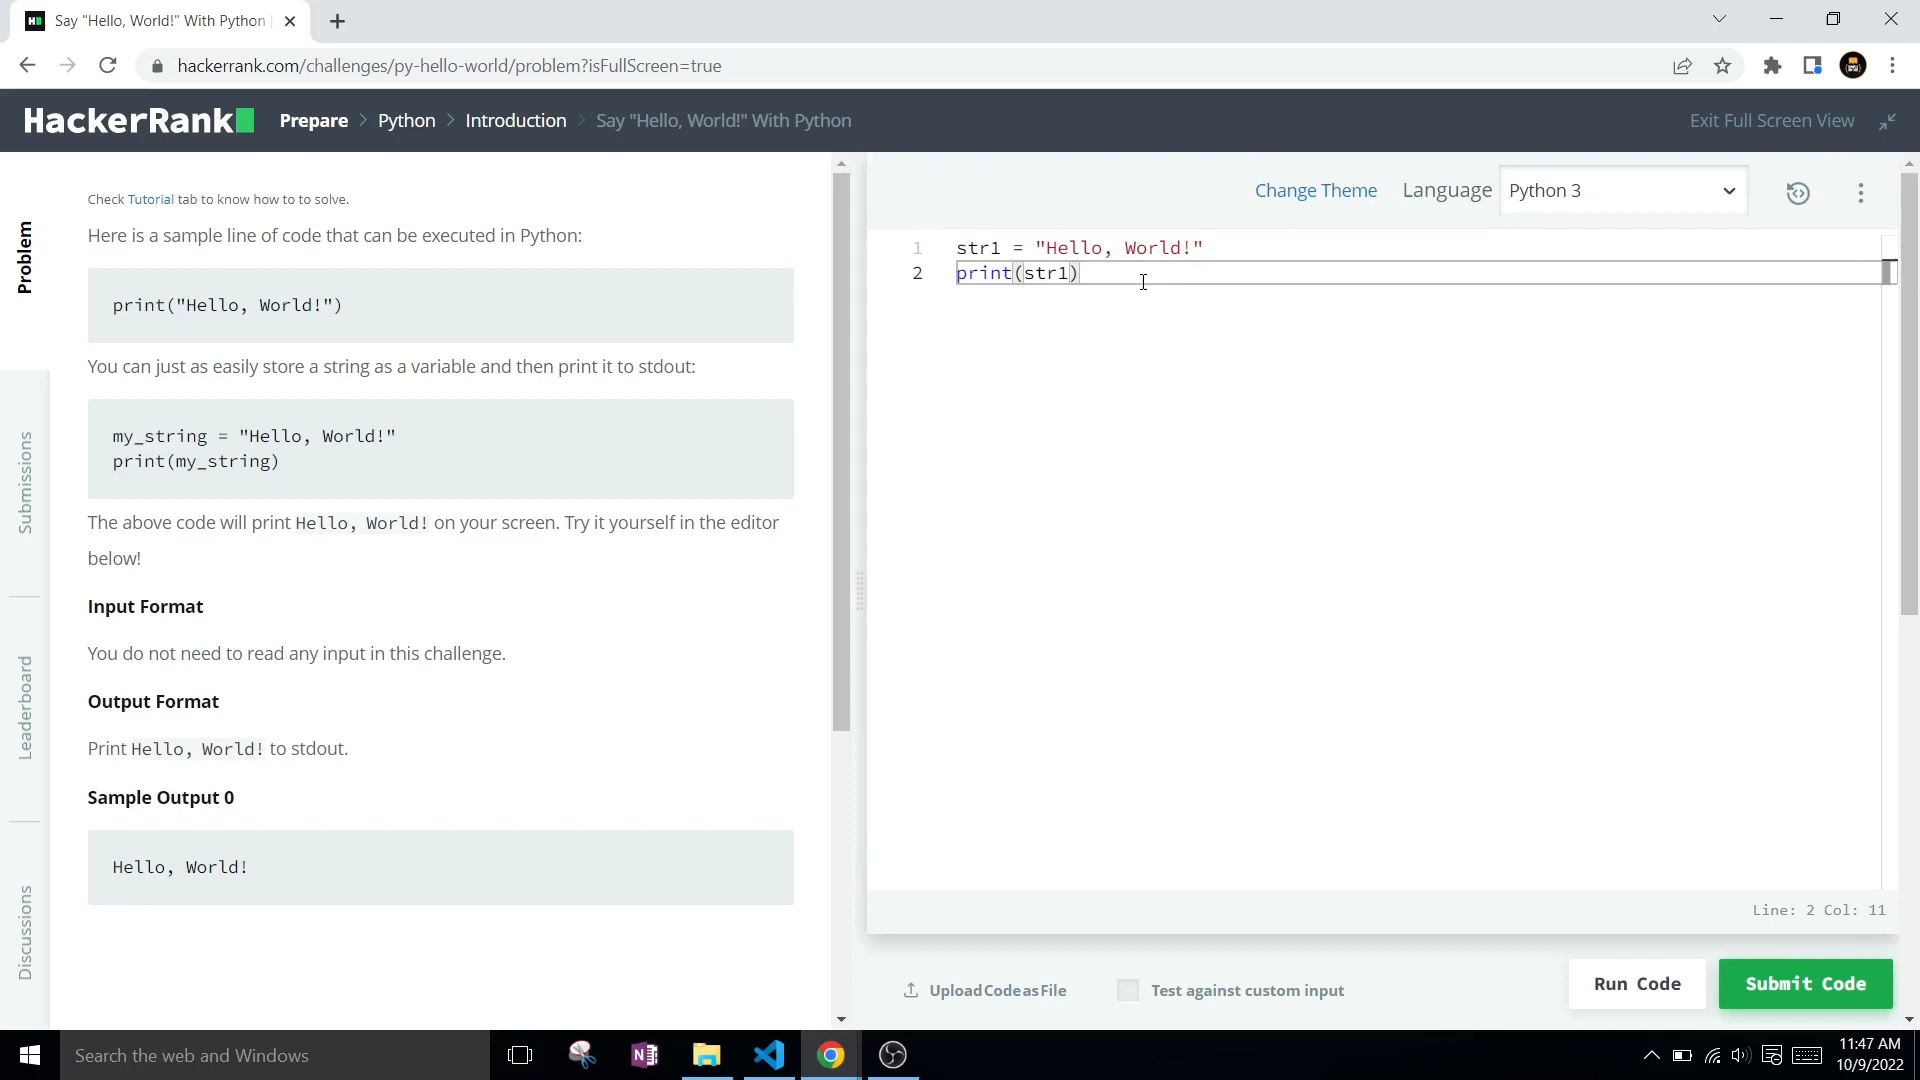 Say "Hello, World!" With Python
hackerrank.com/challenges/py-hello-world/problem?isFullScreen=true
HackerRank
Prepare > Python > Introduction > Say "Hello, World!" With Python
Exit Full Screen View
Problem
Submissions
Leaderboard
Discussions
Check Tutorial tab to know how to to solve.
Here is a sample line of code that can be executed in Python:
print("Hello, World!")
You can just as easily store a string as a variable and then print it to stdout:
my_string = "Hello, World!"
print(my_string)
The above code will print Hello, World! on your screen. Try it yourself in the editor
below!
Input Format
You do not need to read any input in this challenge.
Output Format
Print Hello, World! to stdout.
Sample Output 0
Hello, World!
Change Theme Language Python 3
1 str1 = "Hello, World!"
2 print(str1)
Line: 2 Col: 11
Upload Code as File
Test against custom input
Run Code
Submit Code
Search the web and Windows
11:47 AM
10/9/2022